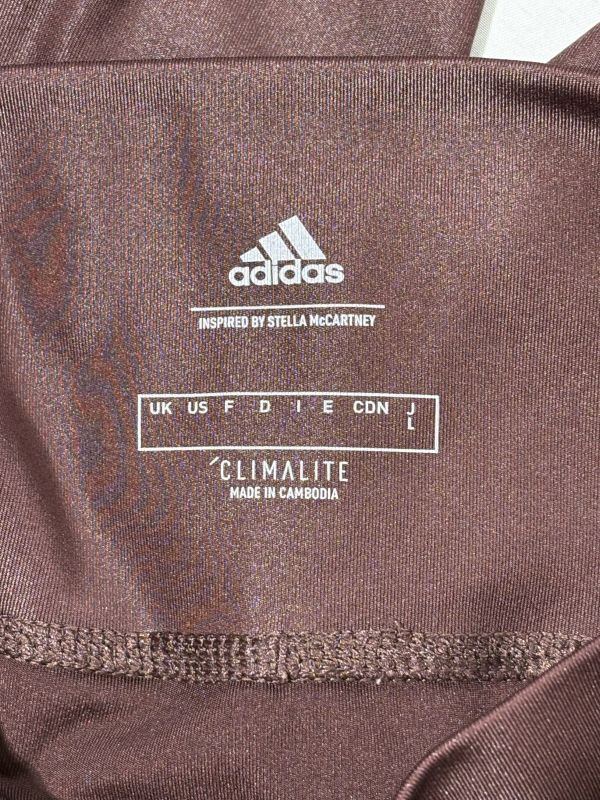 adidas
INSPIRED BY STELLA McCARTNEY
UK US F D I E CDN J
L
´CLIMALITE
MADE IN CAMBODIA